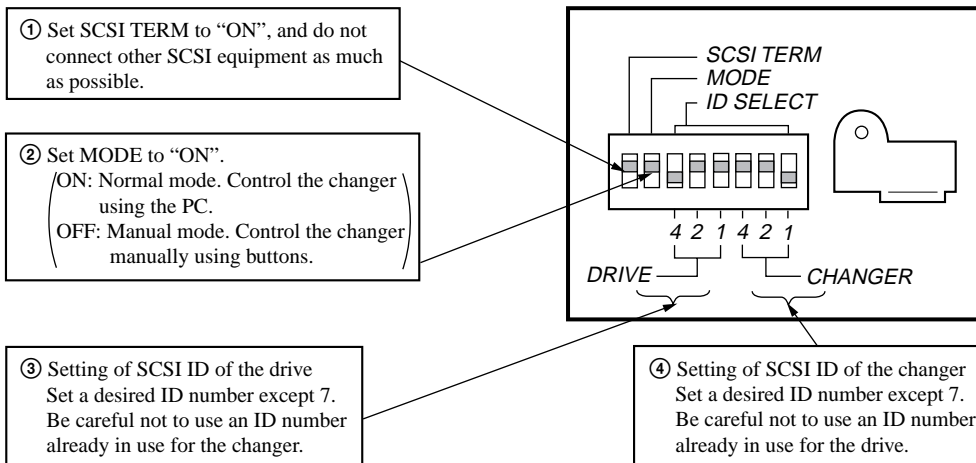 ① Set SCSI TERM to “ON”, and do not
connect other SCSI equipment as much
as possible.
② Set MODE to “ON”.
ON: Normal mode. Control the changer
using the PC.
OFF: Manual mode. Control the changer
manually using buttons.
SCSI TERM
MODE
ID SELECT
4 2 1 4 2 1
DRIVE
CHANGER
③ Setting of SCSI ID of the drive
Set a desired ID number except 7.
Be careful not to use an ID number
already in use for the changer.
④ Setting of SCSI ID of the changer
Set a desired ID number except 7.
Be careful not to use an ID number
already in use for the drive.